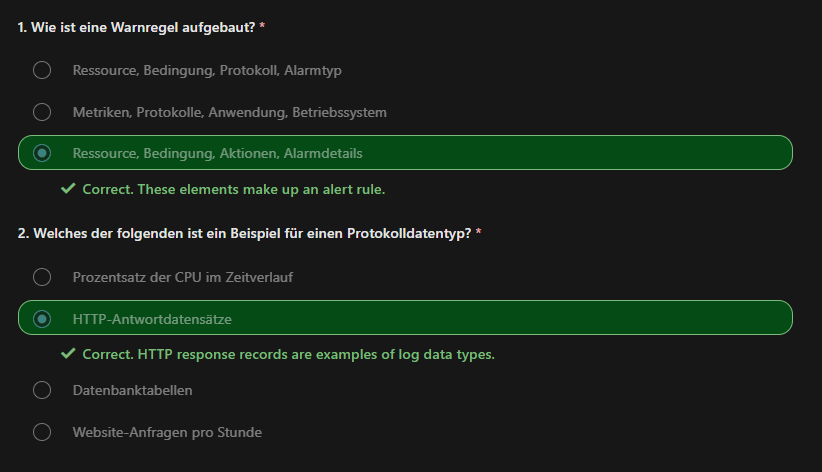 1. Wie ist eine Warnregel aufgebaut? *
Ressource, Bedingung, Protokoll, Alarmtyp
Metriken, Protokolle, Anwendung, Betriebssystem
Ressource, Bedingung, Aktionen, Alarmdetails
Correct. These elements make up an alert rule.
2. Welches der folgenden ist ein Beispiel für einen Protokolldatentyp? *
Prozentsatz der CPU im Zeitverlauf
HTTP-Antwortdatensätze
Correct. HTTP response records are examples of log data types.
Datenbanktabellen
Website-Anfragen pro Stunde